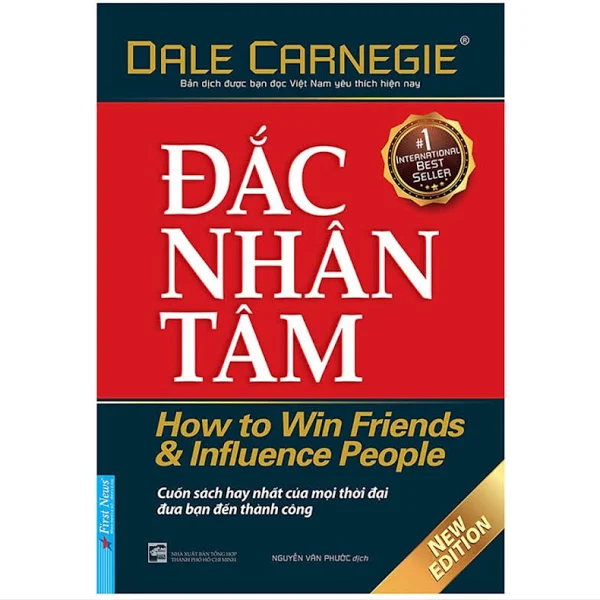 DALE CARNEGIE®
Bản dịch được bạn đọc Việt Nam yêu thích hiện nay
#1
INTERNATIONAL
BEST
SELLER
ĐẮC
NHÂN
TÂM
How to Win Friends
& Influence People
Cuốn sách hay nhất của mọi thời đại
đưa bạn đến thành công
First News
NHÀ XUẤT BẢN TỔNG HỢP
THÀNH PHỐ HỒ CHÍ MINH
NGUYỄN VĂN PHƯỚC dịch
NEW
EDITION